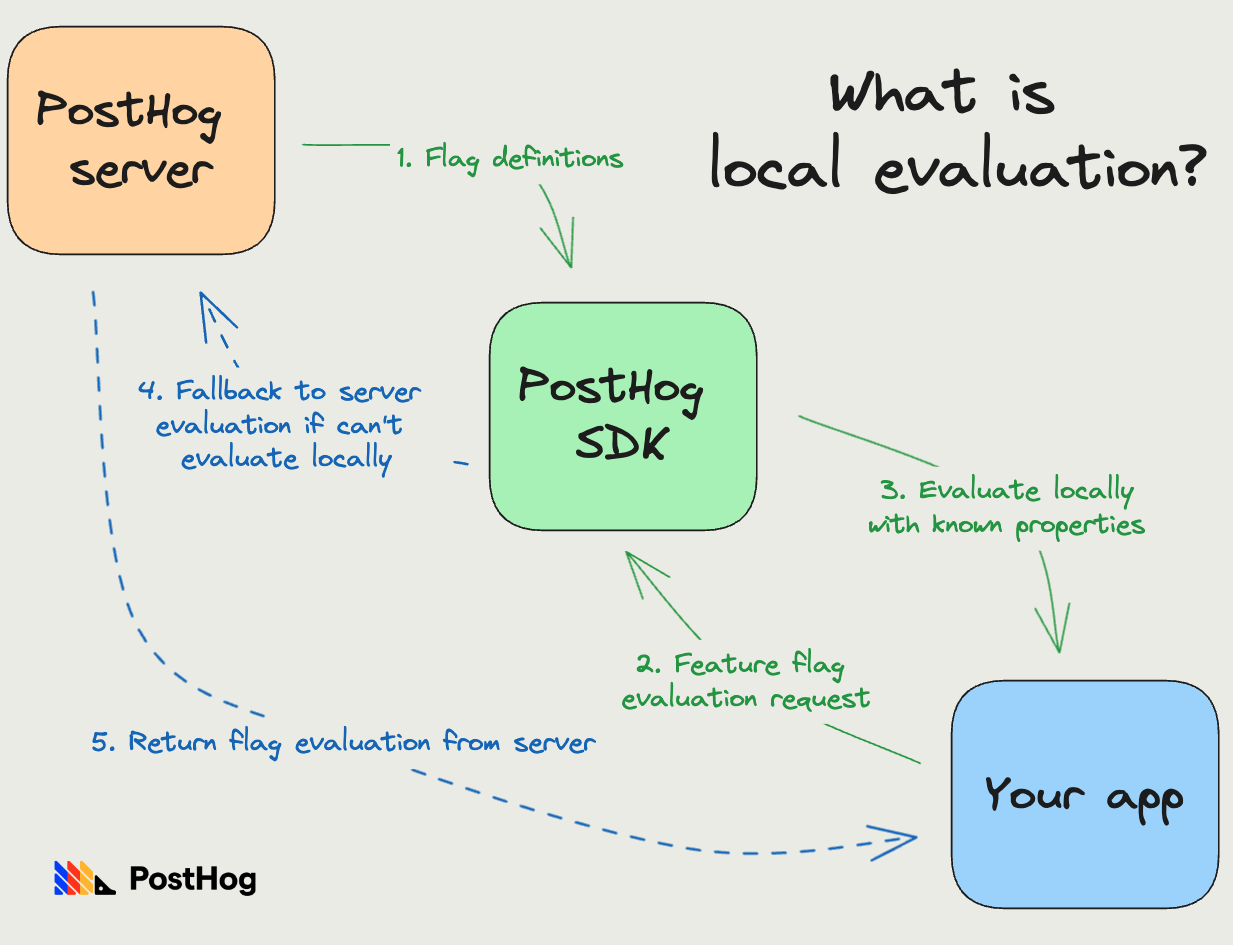 What is
local evaluation?
PostHog
server
1. Flag definitions
PostHog
SDK
4. Fallback to server
evaluation if can't
evaluate locally
3. Evaluate locally
with known properties
2. Feature flag
evaluation request
5. Return flag evaluation from server
Your app
PostHog